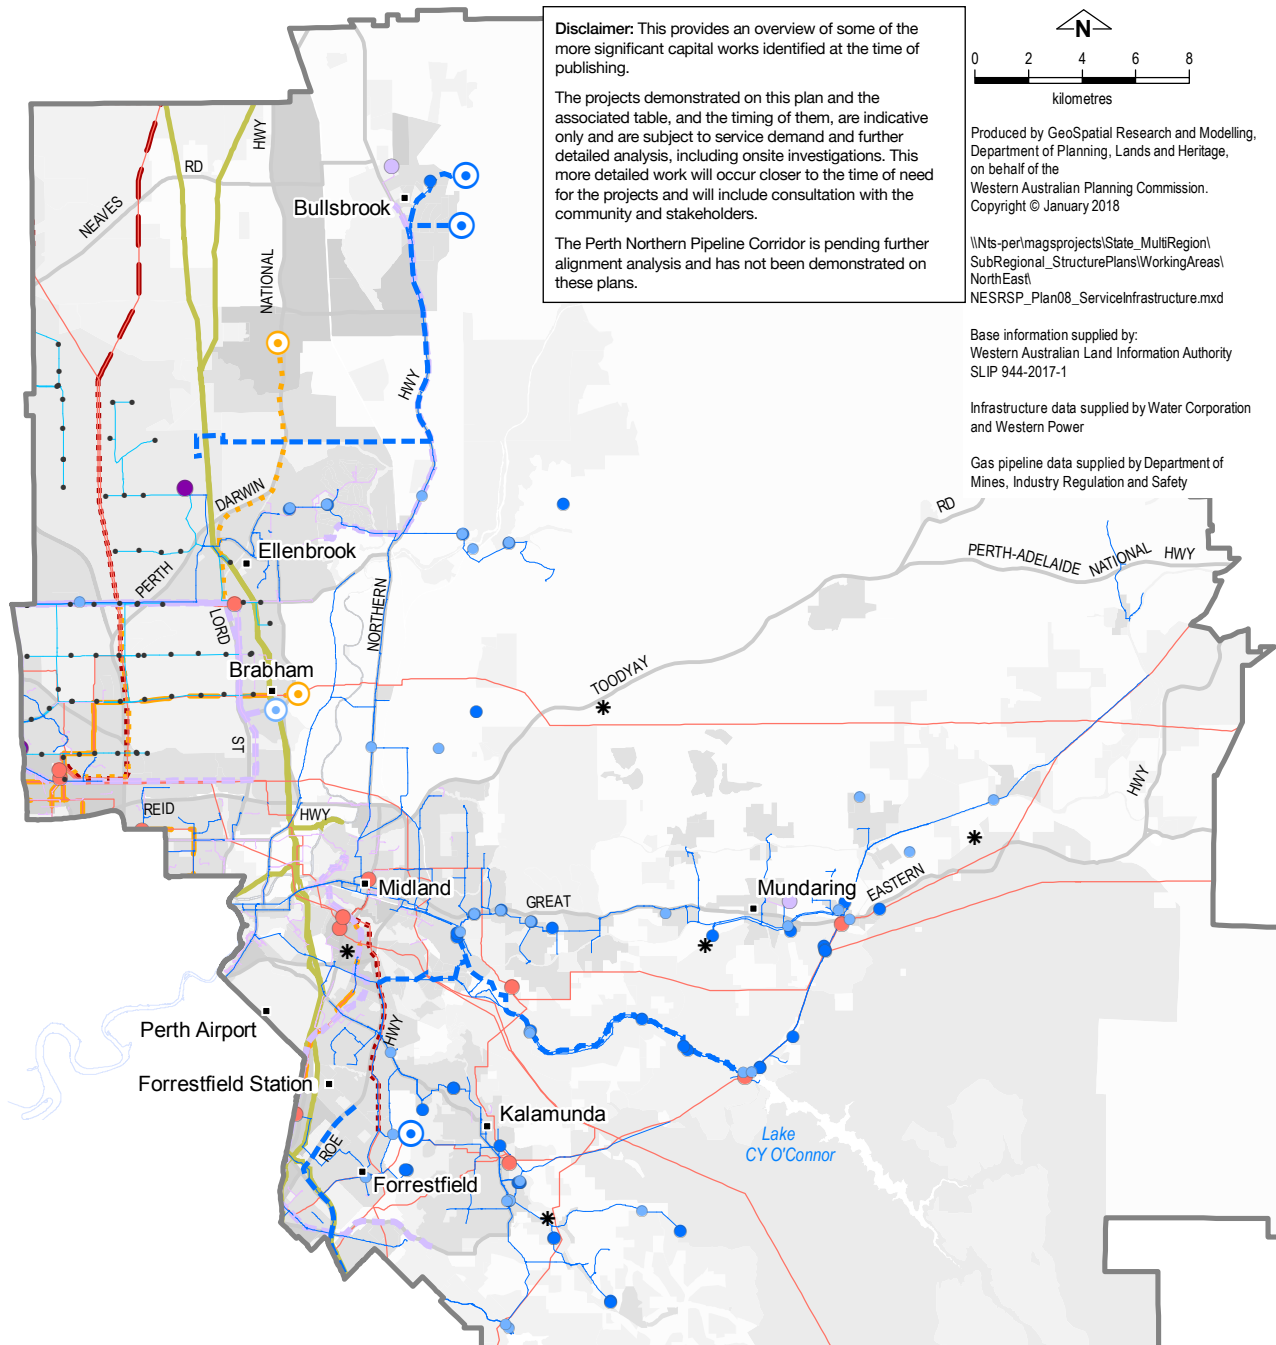 Disclaimer: This provides an overview of some of the
more significant capital works identified at the time of
publishing.
The projects demonstrated on this plan and the
associated table, and the timing of them, are indicative
only and are subject to service demand and further
detailed analysis, including onsite investigations. This
more detailed work will occur closer to the time of need
for the projects and will include consultation with the
community and stakeholders.
The Perth Northern Pipeline Corridor is pending further
alignment analysis and has not been demonstrated on
these plans.
N
0 2 4 6 8
kilometres
Produced by GeoSpatial Research and Modelling,
Department of Planning, Lands and Heritage,
on behalf of the
Western Australian Planning Commission.
Copyright © January 2018
\\Nts-per\magsprojects\State_MultiRegion\
SubRegional_StructurePlans\WorkingAreas\
NorthEast\
NESRSP_Plan08_ServiceInfrastructure.mxd
Base information supplied by:
Western Australian Land Information Authority
SLIP 944-2017-1
Infrastructure data supplied by Water Corporation
and Western Power
Gas pipeline data supplied by Department of
Mines, Industry Regulation and Safety
HWY
RD
NEAVES
Bullsbrook
NATIONAL
HWY
DARWIN
RD
Ellenbrook
PERTH-ADELAIDE NATIONAL HWY
PERTH
LORD
NORTHERN
Brabham
TOODYAY
ST
HWY
REID
HWY
Midland
GREAT
Mundaring
EASTERN
Perth Airport
HWY
Forrestfield Station
Kalamunda
ROE
Lake
CY O'Connor
Forrestfield